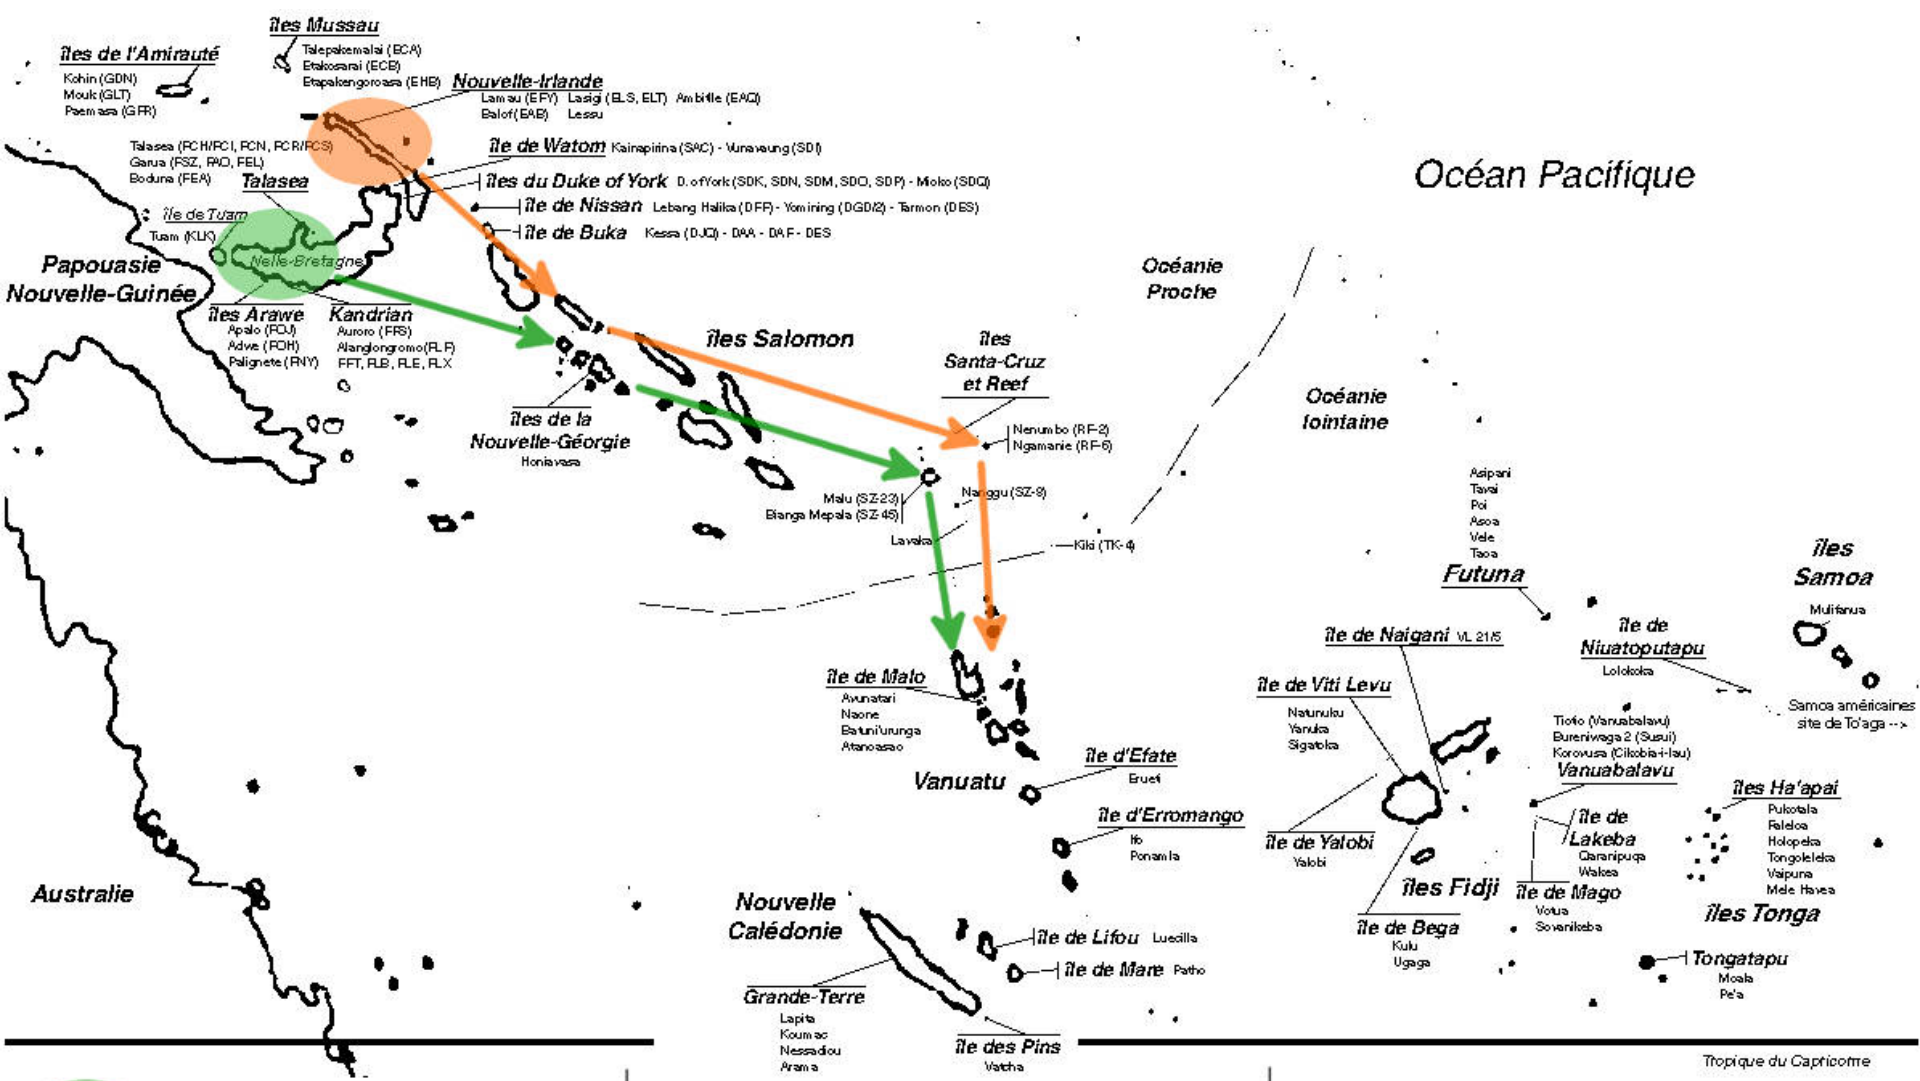 îles Mussau
Talepakemalai (ECA)
Etakosarai (ECB)
Etapakengoroasa (EHB)
îles de l'Amirauté
Kohin (GDN)
Mouk (GLT)
Paemasa (GFR)
Nouvelle-Irlande
Lamau (EFY) Lasigi (ELS, ELT) Ambitle (EAQ)
Balof (EAB) Lessu
Talasea (FCH/FCI, FCN, FCR/FCS)
Garua (FSZ, FAO, FEL)
Boduna (FEA)
Talasea
île de Watom Kainapirina (SAC) - Vunavaung (SDI)
îles du Duke of York D. of York (SDK, SDN, SDM, SDO, SDP) - Mioko (SDQ)
île de Nissan Lebang Halika (DFF) - Yomining (DGD/2) - Tarmon (DES)
île de Buka Kessa (DJQ) - DAA - DAF - DES
île de Tuam
Tuam (KLK)
Nelle-Bretagne
Papouasie
Nouvelle-Guinée
îles Arawe
Apalo (FOJ)
Adwe (FOH)
Palignete (FNY)
Kandrian
Auroro (FFS)
Alanglongromo (FLF)
FFT, FLB, FLE, FLX
Océan Pacifique
Océanie
Proche
Océanie
lointaine
îles Salomon
îles
Santa-Cruz
et Reef
Nenumbo (RF-2)
Ngamanie (RF-6)
îles de la
Nouvelle-Géorgie
Honiavasa
Malu (SZ-23)
Bianga Mepala (SZ-45)
Nanggu (SZ-8)
Lavaka
Kiki (TK-4)
Asipani
Tavai
Poi
Asoa
Vele
Taoa
Futuna
îles
Samoa
Mulifanua
Samoa américaines
site de To'aga -->
île de
Niuatoputapu
Lolokoka
île de Naigani VL 21/5
île de Viti Levu
Natunuku
Yanuka
Sigatoka
île de Malo
Avunatari
Naone
Batuni'urunga
Atanoasao
Vanuatu
île d'Efate
Erueti
île d'Erromango
Ifo
Ponamla
Tiotio (Vanuabalavu)
Bureniwaga 2 (Susui)
Korovusa (Cikobia-i-lau)
Vanuabalavu
îles Ha'apai
Pukotala
Faleloa
Holopeka
Tongoleleka
Vaipuna
Mele Havea
île de
Lakeba
Qaranipuqa
Wakea
île de Yalobi
Yalobi
îles Fidji
île de Mago
Votua
Sovanikeba
îles Tonga
île de Bega
Kulu
Ugaga
Tongatapu
Moala
Pe'a
Australie
Nouvelle
Calédonie
île de Lifou Luecilla
île de Mare Patho
Grande-Terre
Lapita
Koumac
Nessadiou
Arama
île des Pins
Vatcha
Tropique du Capricorne